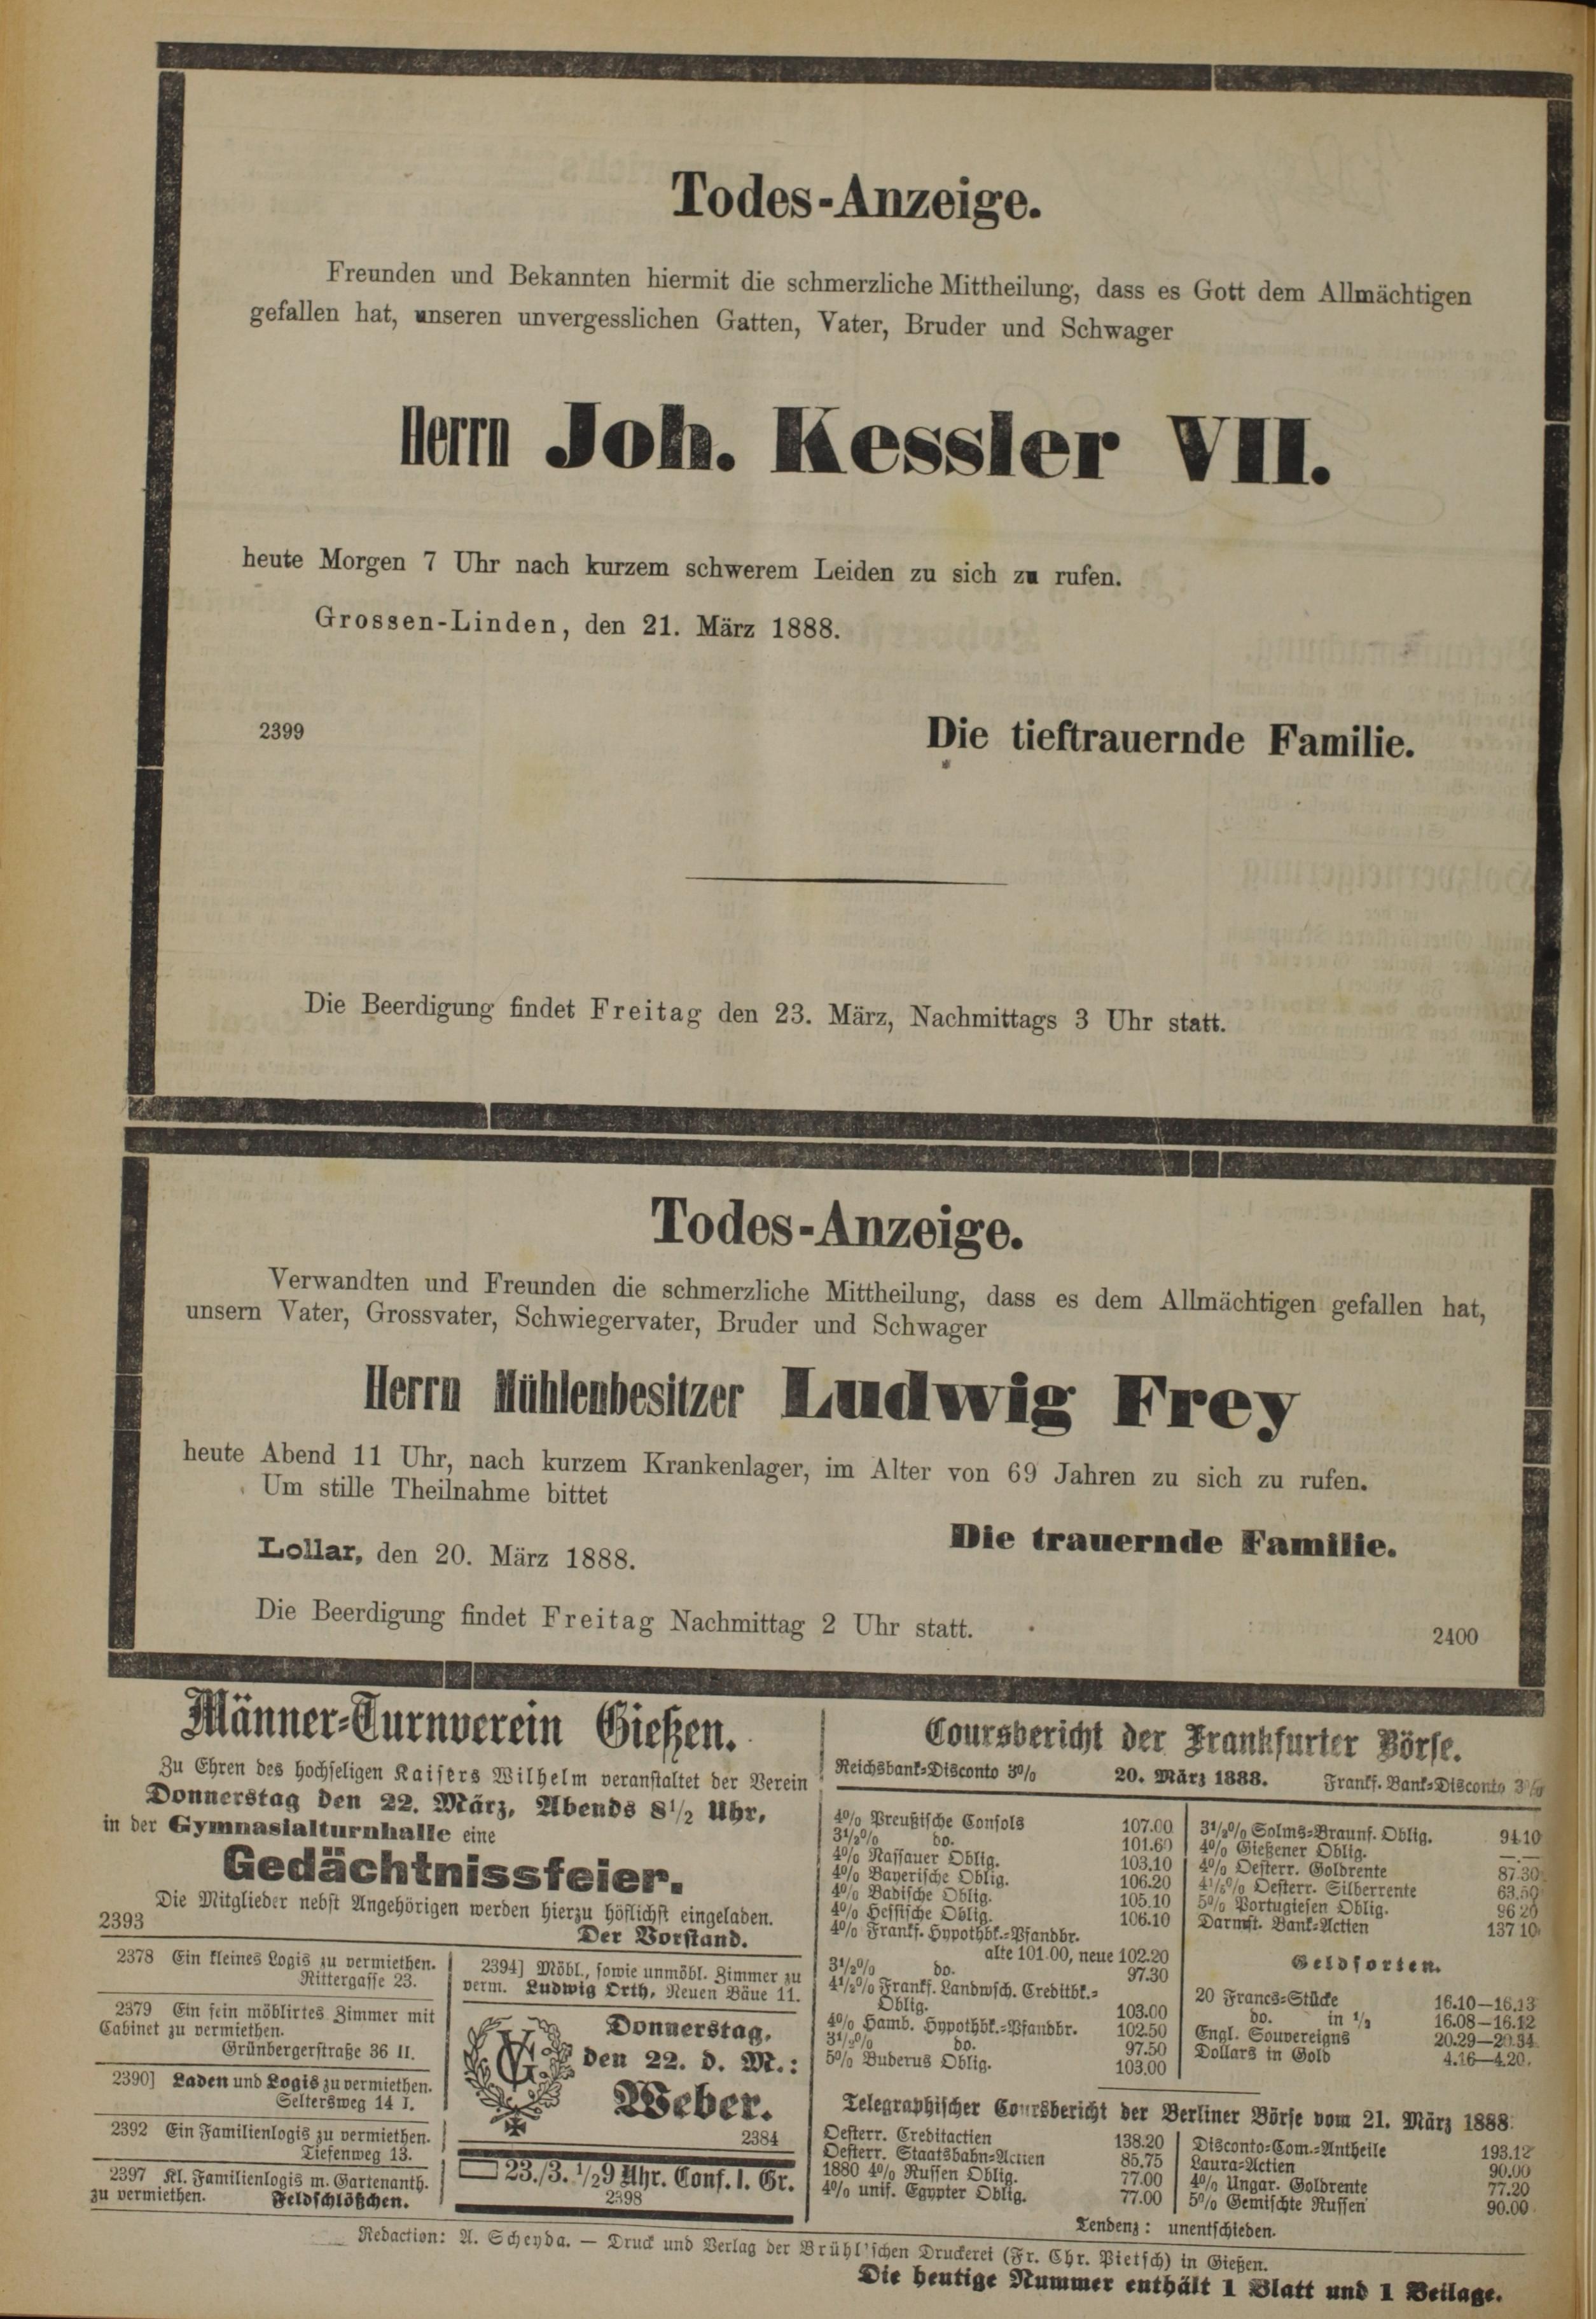 Todes-Anzeige.
Freunden und Bekannten hiermit die schmerzliche Mittheilung, dass es Gott dem Allmächtigen
gefallen hat, unseren unvergesslichen Gatten, Vater, Bruder und Schwager
Herrn Joh. Kessler VII.
heute Morgen 7 Uhr nach kurzem schwerem Leiden zu sich zu rufen.
Grossen-Linden, den 21. März 1888.
2399
Die tieftrauernde Familie.
Die Beerdigung findet Freitag den 23. März, Nachmittags 3 Uhr statt.
Todes-Anzeige.
Verwandten und Freunden die schmerzliche Mittheilung, dass es dem Allmächtigen gefallen hat,
unsern Vater, Grossvater, Schwiegervater, Bruder und Schwager
Herrn Mühlenbesitzer Ludwig Frey
heute Abend 11 Uhr, nach kurzem Krankenlager, im Alter von 69 Jahren zu sich zu rufen.
Um stille Theilnahme bittet
Die trauernde Familie.
Lollar, den 20. März 1888.
Die Beerdigung findet Freitag Nachmittag 2 Uhr statt.
2400
Männer-Turnverein Gießen.
Zu Ehren des hochseligen Kaisers Wilhelm veranstaltet der Verein
Donnerstag den 22. März, Abends 8½ Uhr,
in der Gymnasialturnhalle eine
Gedächtnissfeier.
Die Mitglieder nebst Angehörigen werden hierzu höflichst eingeladen.
2393
Der Vorstand.
2378 Ein kleines Logis zu vermiethen.
Rittergasse 23.
2379 Ein fein möblirtes Zimmer mit
Cabinet zu vermiethen.
Grünbergerstraße 36 II.
2390] Laden und Logis zu vermiethen.
Seltersweg 14 I.
2392 Ein Familienlogis zu vermiethen.
Tiefenweg 13.
2397 Kl. Familienlogis m. Gartenanth.
zu vermiethen. Feldschlößchen.
2394] Möbl., sowie unmöbl. Zimmer zu
verm. Ludwig Orth, Neuen Bäue 11.
Donnerstag,
den 22. d. M.:
Weber.
2384
23./3. ½9 Uhr. Conf. I. Gr.
2398
Coursbericht der Frankfurter Börse.
Reichsbank-Disconto 3% 20. März 1888. Frankf. Bank-Disconto 3%
4% Preußische Consols 107.00
3½% do. 101.60
4% Nassauer Oblig. 103.10
4% Bayerische Oblig. 106.20
4% Badische Oblig. 105.10
4% Hessische Oblig. 106.10
4% Frankf. Hypothbk.-Pfandbr.
alte 101.00, neue 102.20
3½% do. 97.30
4½% Frankf. Landwsch. Creditbk.-
Oblig. 103.00
4% Hamb. Hypothbk.-Pfandbr. 102.50
3½% do. 97.50
5% Buderus Oblig. 103.00
3½% Solms-Braunf. Oblig. 94.10
4% Gießener Oblig. —.—
4% Oesterr. Goldrente 87.30
4½% Oesterr. Silberrente 63.50
5% Portugiesen Oblig. 96 20
Darmst. Bank-Actien 137 10
Geldsorten.
20 Francs-Stücke 16.10—16.13
do. in ½ 16.08—16.12
Engl. Souvereigns 20.29—20.34
Dollars in Gold 4.16—4.20.
Telegraphischer Coursbericht der Berliner Börse vom 21. März 1888.
Oesterr. Creditactien 138.20
Oesterr. Staatsbahn-Actien 85.75
1880 4% Russen Oblig. 77.00
4% unif. Egypter Oblig. 77.00
Disconto-Com.-Antheile 193.12
Laura-Actien 90.00
4% Ungar. Goldrente 77.20
5% Gemischte Russen 90.00
Tendenz: unentschieden.
Redaction: A. Scheyda. — Druck und Verlag der Brühl'schen Druckerei (Fr. Chr. Pietsch) in Gießen.
Die heutige Nummer enthält 1 Blatt und 1 Beilage.